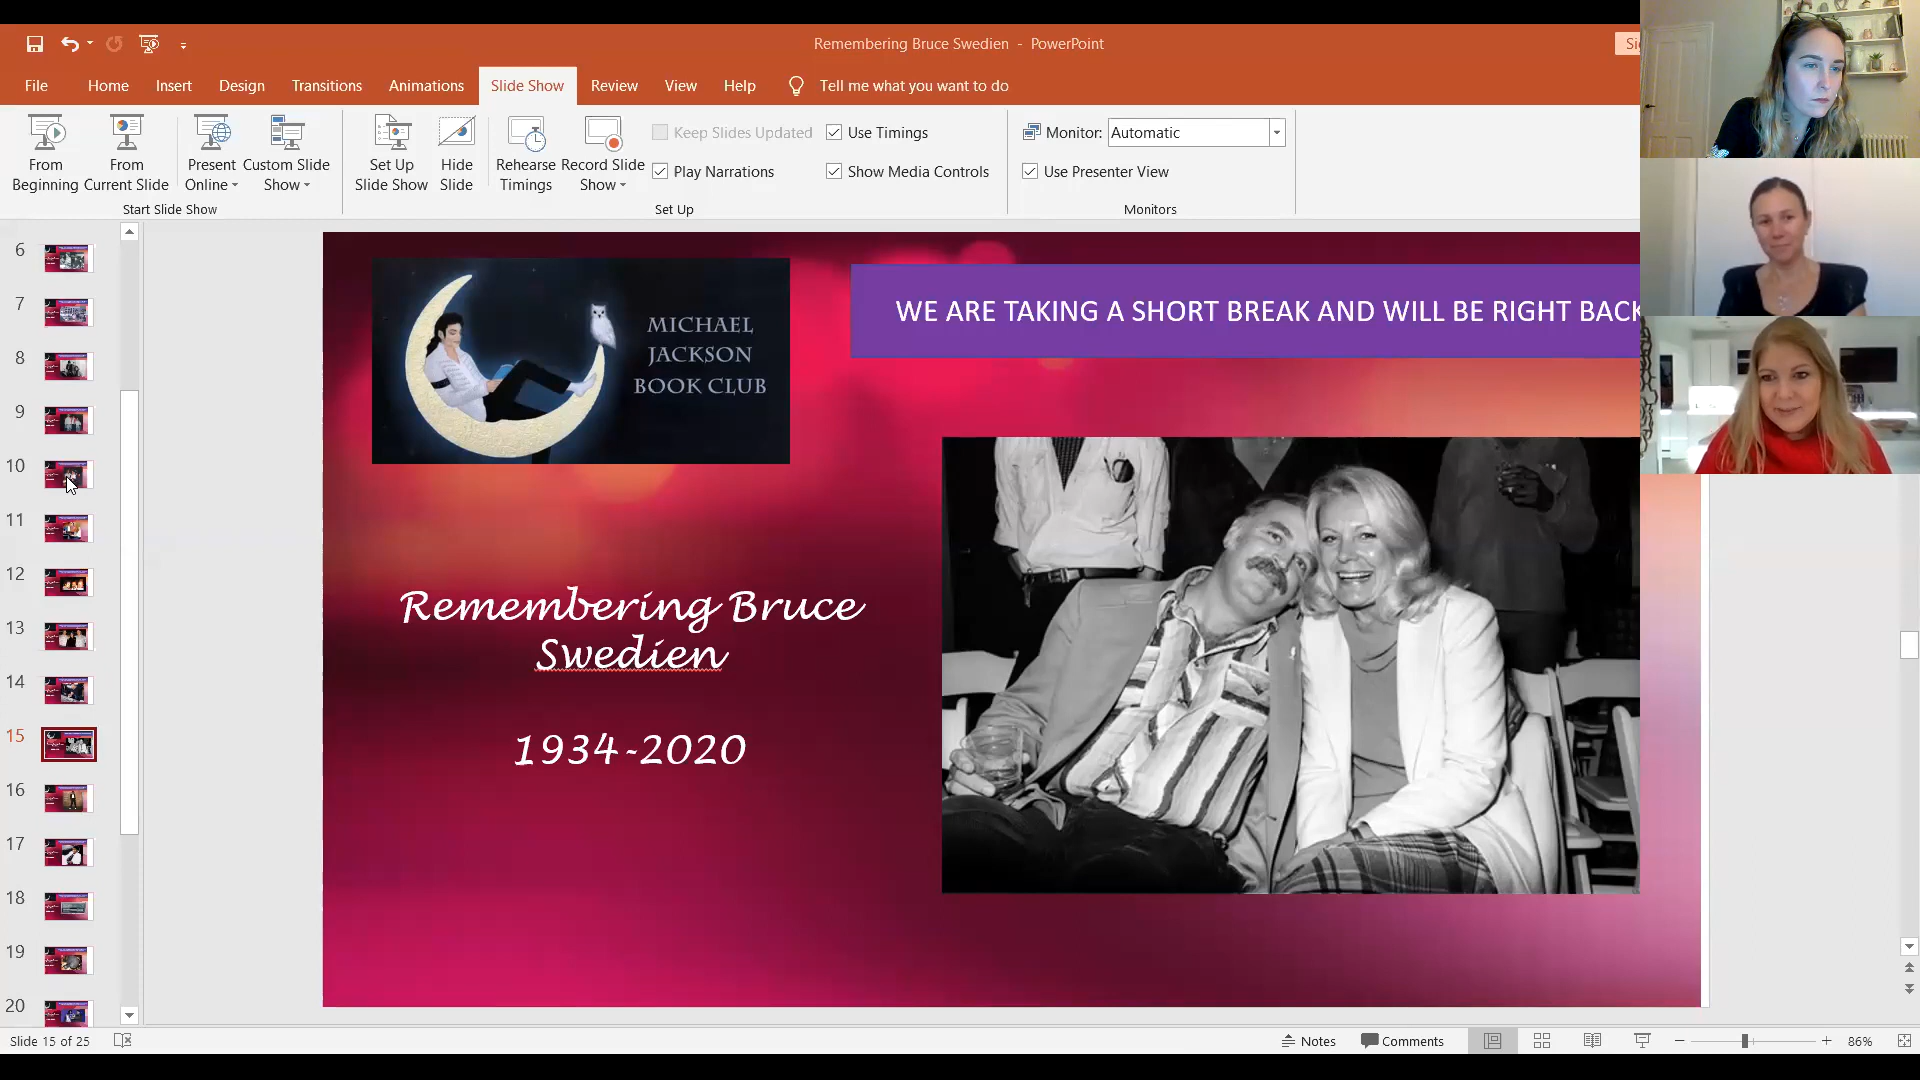 Remembering Bruce Swedien - PowerPoint
File Home Insert Design Transitions Animations Slide Show Review View Help Tell me what you want to do
From Beginning
From Current Slide
Present Online
Custom Slide Show
Start Slide Show
Set Up Slide Show
Hide Slide
Rehearse Timings
Record Slide Show
Keep Slides Updated
Use Timings
Play Narrations
Show Media Controls
Set Up
Monitor: Automatic
Use Presenter View
Monitors
6
7
8
9
10
11
12
13
14
15
16
17
18
19
20
MICHAEL
JACKSON
BOOK CLUB
WE ARE TAKING A SHORT BREAK AND WILL BE RIGHT BACK
Remembering Bruce
Swedien
1934-2020
Slide 15 of 25
Notes
Comments
86%